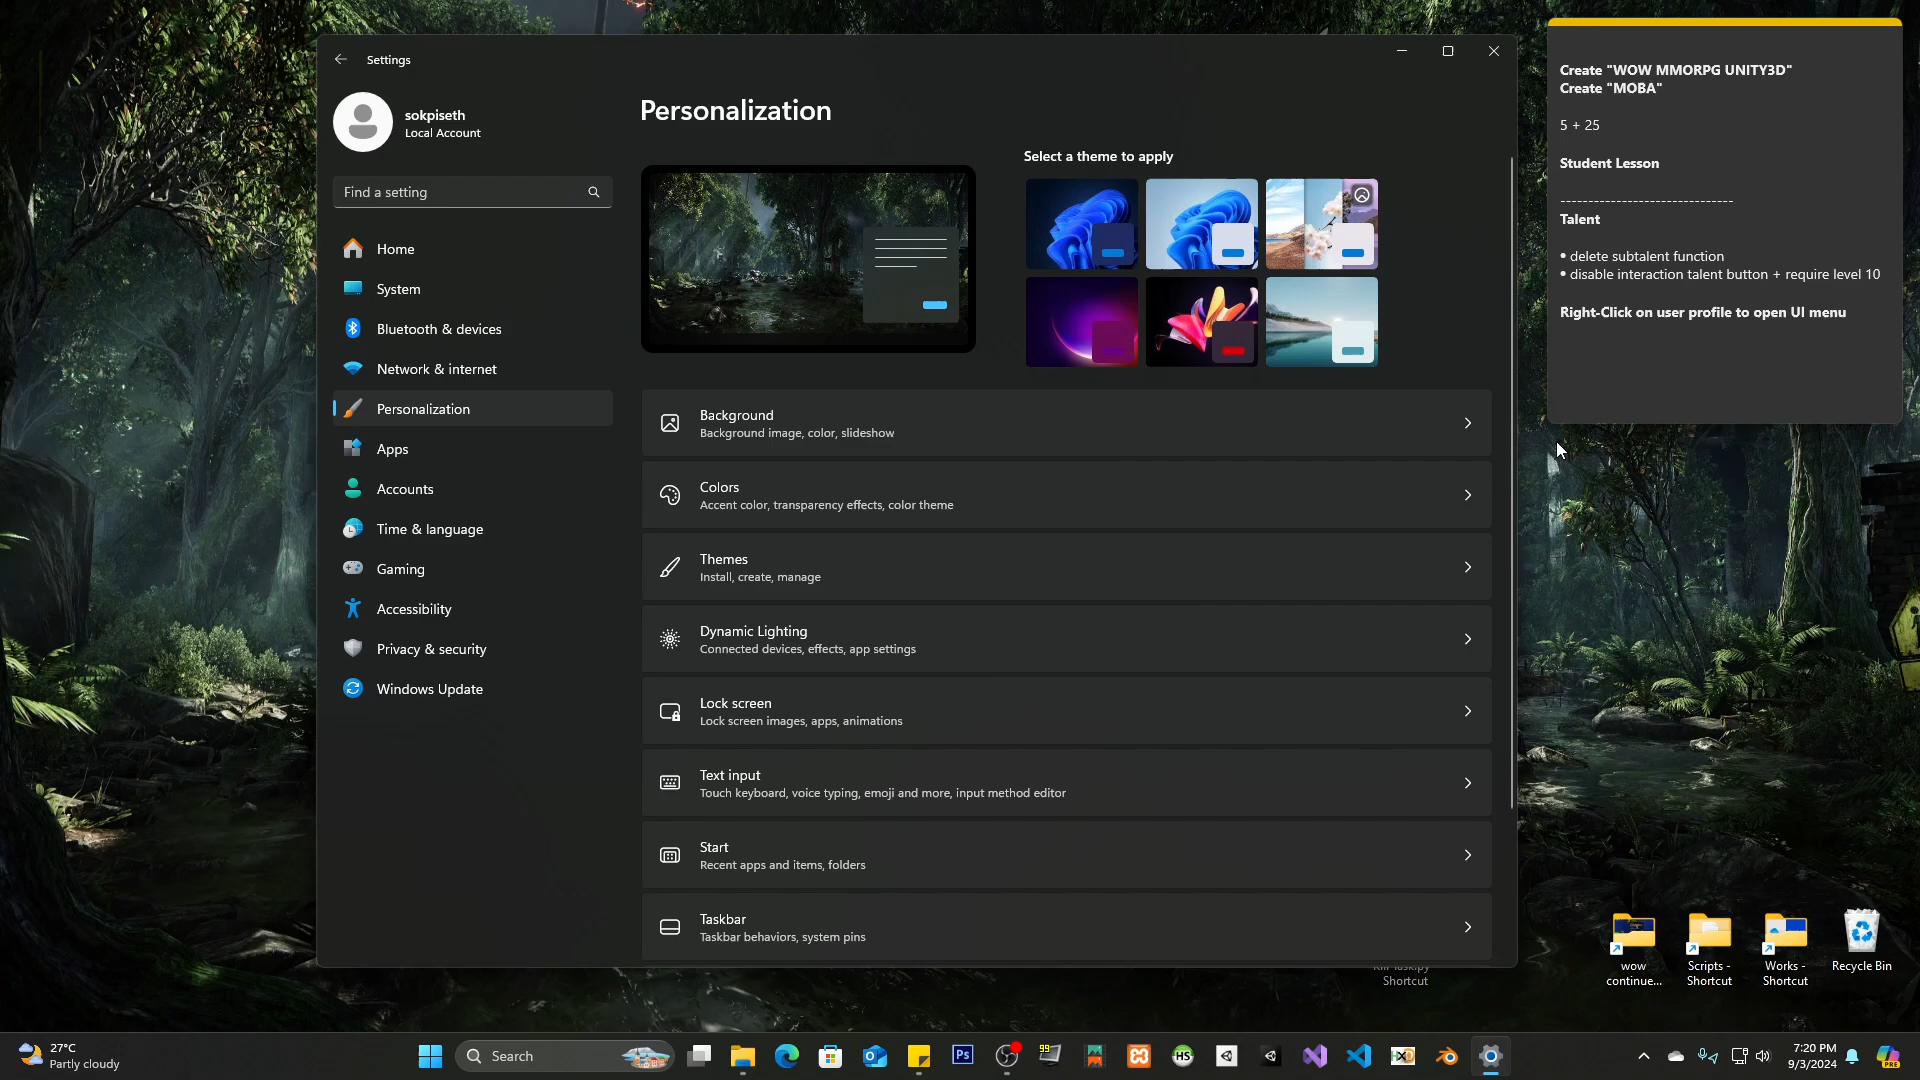 Settings
sokpiseth
Local Account
Find a setting
Home
System
Bluetooth & devices
Network & internet
Personalization
Apps
Accounts
Time & language
Gaming
Accessibility
Privacy & security
Windows Update
Personalization
Select a theme to apply
Background
Background image, color, slideshow
Colors
Accent color, transparency effects, color theme
Themes
Install, create, manage
Dynamic Lighting
Connected devices, effects, app settings
Lock screen
Lock screen images, apps, animations
Text input
Touch keyboard, voice typing, emoji and more, input method editor
Start
Recent apps and items, folders
Taskbar
Taskbar behaviors, system pins
Create "WOW MMORPG UNITY3D"
Create "MOBA"
5 + 25
Student Lesson
-------------------------------
Talent
• delete subtalent function
• disable interaction talent button + require level 10
Right-Click on user profile to open UI menu
Shortcut
wow
continue...
Scripts -
Shortcut
Works -
Shortcut
Recycle Bin
27°C
Partly cloudy
Search
Ps
99
HS
HxD
7:20 PM
9/3/2024
PRE